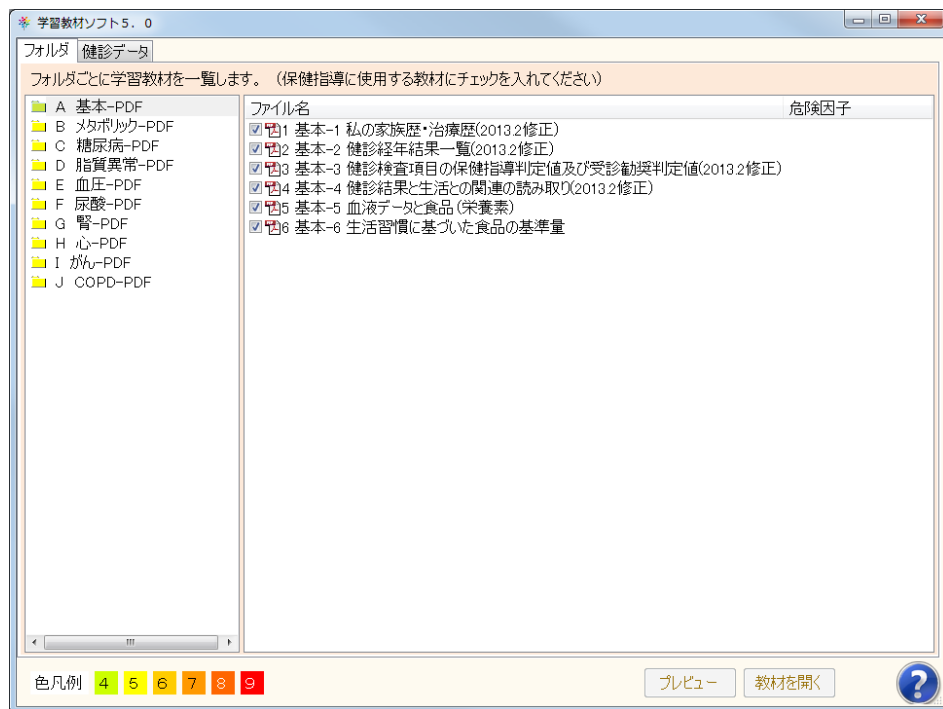 学習教材ソフト5．0
フォルダ 健診データ
フォルダごとに学習教材を一覧します。（保健指導に使用する教材にチェックを入れてください）
A 基本-PDF
B メタボリック-PDF
C 糖尿病-PDF
D 脂質異常-PDF
E 血圧-PDF
F 尿酸-PDF
G 腎-PDF
H 心-PDF
I がん-PDF
J COPD-PDF
ファイル名 危険因子
1 基本-1 私の家族歴・治療歴(2013.2修正)
2 基本-2 健診経年結果一覧(2013.2修正)
3 基本-3 健診検査項目の保健指導判定値及び受診勧奨判定値(2013.2修正)
4 基本-4 健診結果と生活との関連の読み取り(2013.2修正)
5 基本-5 血液データと食品（栄養素）
6 基本-6 生活習慣に基づいた食品の基準量
色凡例 4 5 6 7 8 9
プレビュー 教材を開く ?